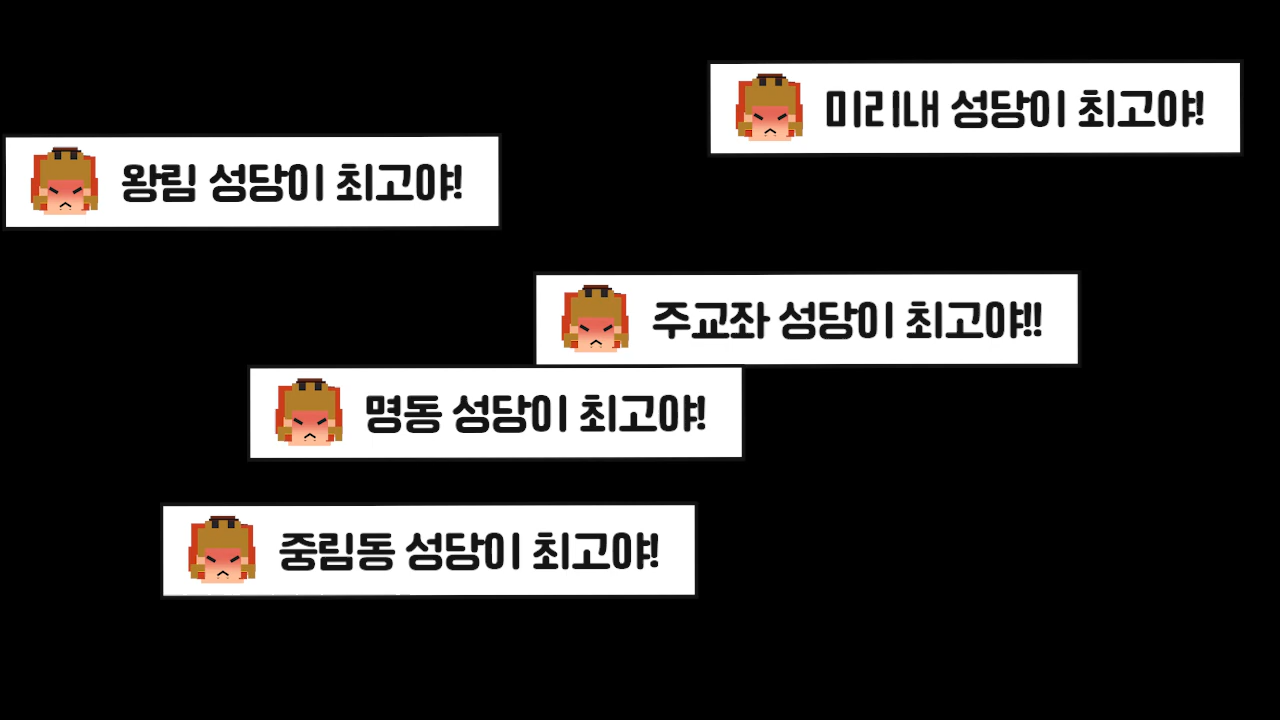 미리내 성당이 최고야!
왕림 성당이 최고야!
주교좌 성당이 최고야!!
명동 성당이 최고야!
중림동 성당이 최고야!